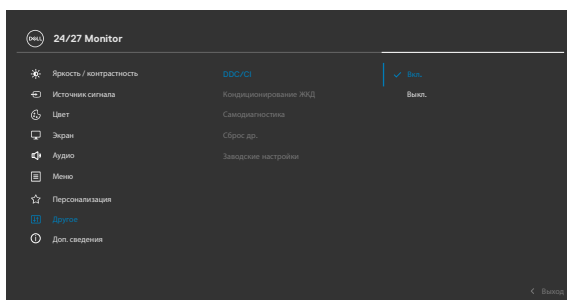 DELL 24/27 Monitor
Яркость / контрастность DDC/CI ✓ Вкл.
Источник сигнала Кондиционирование ЖКД Выкл.
Цвет Самодиагностика
Экран Сброс др.
Аудио Заводские настройки
Меню
Персонализация
Другое
Доп. сведения
< Выход